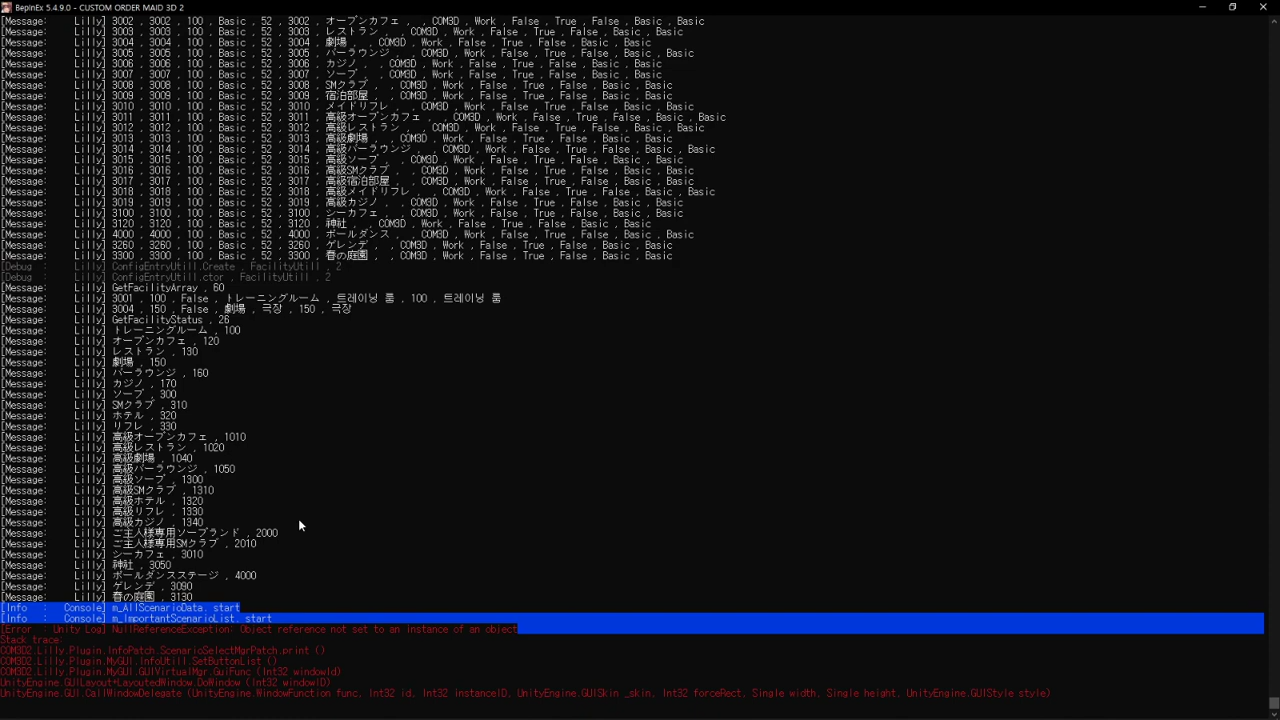 BepInEx 5.4.9.0 - CUSTOM ORDER MAID 3D 2
[Message:     Lilly] 3002 , 3002 , 100 , Basic , 52 , 3002 , オープンカフェ , , COM3D , Work , False , True , False , Basic , Basic
[Message:     Lilly] 3003 , 3003 , 100 , Basic , 52 , 3003 , レストラン , , COM3D , Work , False , True , False , Basic , Basic
[Message:     Lilly] 3004 , 3004 , 100 , Basic , 52 , 3004 , 劇場 , , COM3D , Work , False , True , False , Basic , Basic
[Message:     Lilly] 3005 , 3005 , 100 , Basic , 52 , 3005 , バーラウンジ , , COM3D , Work , False , True , False , Basic , Basic
[Message:     Lilly] 3006 , 3006 , 100 , Basic , 52 , 3006 , カジノ , , COM3D , Work , False , True , False , Basic , Basic
[Message:     Lilly] 3007 , 3007 , 100 , Basic , 52 , 3007 , ソープ , , COM3D , Work , False , True , False , Basic , Basic
[Message:     Lilly] 3008 , 3008 , 100 , Basic , 52 , 3008 , SMクラブ , , COM3D , Work , False , True , False , Basic , Basic
[Message:     Lilly] 3009 , 3009 , 100 , Basic , 52 , 3009 , 宿泊部屋 , , COM3D , Work , False , True , False , Basic , Basic
[Message:     Lilly] 3010 , 3010 , 100 , Basic , 52 , 3010 , メイドリフレ , , COM3D , Work , False , True , False , Basic , Basic
[Message:     Lilly] 3011 , 3011 , 100 , Basic , 52 , 3011 , 高級オープンカフェ , , COM3D , Work , False , True , False , Basic , Basic
[Message:     Lilly] 3012 , 3012 , 100 , Basic , 52 , 3012 , 高級レストラン , , COM3D , Work , False , True , False , Basic , Basic
[Message:     Lilly] 3013 , 3013 , 100 , Basic , 52 , 3013 , 高級劇場 , , COM3D , Work , False , True , False , Basic , Basic
[Message:     Lilly] 3014 , 3014 , 100 , Basic , 52 , 3014 , 高級バーラウンジ , , COM3D , Work , False , True , False , Basic , Basic
[Message:     Lilly] 3015 , 3015 , 100 , Basic , 52 , 3015 , 高級ソープ , , COM3D , Work , False , True , False , Basic , Basic
[Message:     Lilly] 3016 , 3016 , 100 , Basic , 52 , 3016 , 高級SMクラブ , , COM3D , Work , False , True , False , Basic , Basic
[Message:     Lilly] 3017 , 3017 , 100 , Basic , 52 , 3017 , 高級宿泊部屋 , , COM3D , Work , False , True , False , Basic , Basic
[Message:     Lilly] 3018 , 3018 , 100 , Basic , 52 , 3018 , 高級メイドリフレ , , COM3D , Work , False , True , False , Basic , Basic
[Message:     Lilly] 3019 , 3019 , 100 , Basic , 52 , 3019 , 高級カジノ , , COM3D , Work , False , True , False , Basic , Basic
[Message:     Lilly] 3100 , 3100 , 100 , Basic , 52 , 3100 , シーカフェ , , COM3D , Work , False , True , False , Basic , Basic
[Message:     Lilly] 3120 , 3120 , 100 , Basic , 52 , 3120 , 神社 , , COM3D , Work , False , True , False , Basic , Basic
[Message:     Lilly] 4000 , 4000 , 100 , Basic , 52 , 4000 , ポールダンス , , COM3D , Work , False , True , False , Basic , Basic
[Message:     Lilly] 3260 , 3260 , 100 , Basic , 52 , 3260 , ゲレンデ , , COM3D , Work , False , True , False , Basic , Basic
[Message:     Lilly] 3300 , 3300 , 100 , Basic , 52 , 3300 , 春の庭園 , , COM3D , Work , False , True , False , Basic , Basic
[Debug  :     Lilly] ConfigEntryUtill.Create , FacilityUtill , 2
[Debug  :     Lilly] ConfigEntryUtill.ctor , FacilityUtill , 2
[Message:     Lilly] GetFacilityArray , 60
[Message:     Lilly] 3001 , 100 , False , トレーニングルーム , 트레이닝 룸 , 100 , 트레이닝 룸
[Message:     Lilly] 3004 , 150 , False , 劇場 , 극장 , 150 , 극장
[Message:     Lilly] GetFacilityStatus , 26
[Message:     Lilly] トレーニングルーム , 100
[Message:     Lilly] オープンカフェ , 120
[Message:     Lilly] レストラン , 130
[Message:     Lilly] 劇場 , 150
[Message:     Lilly] バーラウンジ , 160
[Message:     Lilly] カジノ , 170
[Message:     Lilly] ソープ , 300
[Message:     Lilly] SMクラブ , 310
[Message:     Lilly] ホテル , 320
[Message:     Lilly] リフレ , 330
[Message:     Lilly] 高級オープンカフェ , 1010
[Message:     Lilly] 高級レストラン , 1020
[Message:     Lilly] 高級劇場 , 1040
[Message:     Lilly] 高級バーラウンジ , 1050
[Message:     Lilly] 高級ソープ , 1300
[Message:     Lilly] 高級SMクラブ , 1310
[Message:     Lilly] 高級ホテル , 1320
[Message:     Lilly] 高級リフレ , 1330
[Message:     Lilly] 高級カジノ , 1340
[Message:     Lilly] ご主人様専用ソープランド , 2000
[Message:     Lilly] ご主人様専用SMクラブ , 2010
[Message:     Lilly] シーカフェ , 3010
[Message:     Lilly] 神社 , 3050
[Message:     Lilly] ポールダンスステージ , 4000
[Message:     Lilly] ゲレンデ , 3090
[Message:     Lilly] 春の庭園 , 3130
[Info   :   Console] m_AllScenarioData. start
[Info   :   Console] m_ImportantScenarioList. start
[Error  : Unity Log] NullReferenceException: Object reference not set to an instance of an object
Stack trace:
COM3D2.Lilly.Plugin.InfoPatch.ScenarioSelectMgrPatch.print ()
COM3D2.Lilly.Plugin.MyGUI.InfoUtill.SetButtonList ()
COM3D2.Lilly.Plugin.MyGUI.GUIVirtualMgr.GuiFunc (Int32 windowId)
UnityEngine.GUILayout+LayoutedWindow.DoWindow (Int32 windowID)
UnityEngine.GUI.CallWindowDelegate (UnityEngine.WindowFunction func, Int32 id, Int32 instanceID, UnityEngine.GUISkin _skin, Int32 forceRect, Single width, Single height, UnityEngine.GUIStyle style)